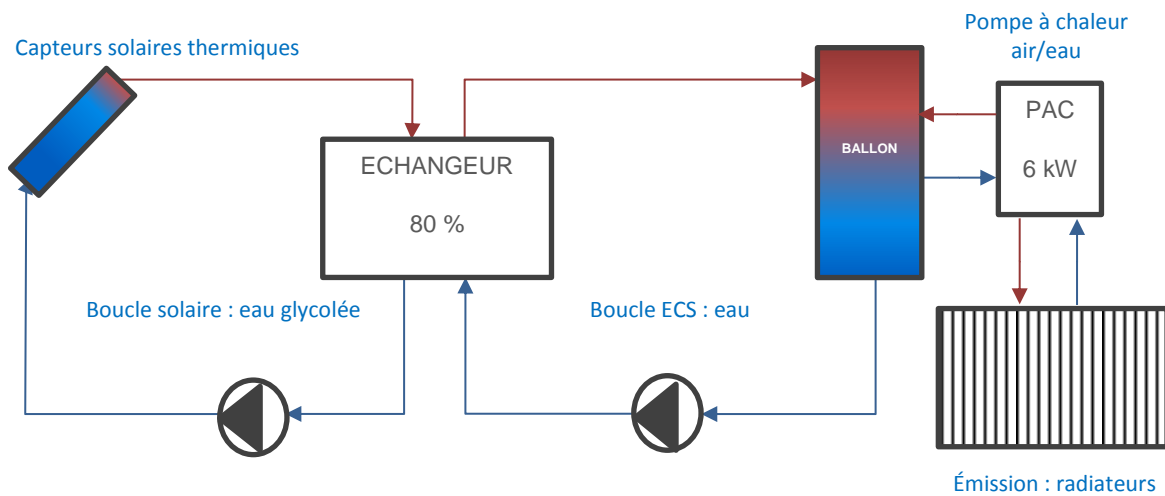 Capteurs solaires thermiques
Pompe à chaleur
air/eau
ECHANGEUR
80 %
BALLON
PAC
6 kW
Boucle solaire : eau glycolée
Boucle ECS : eau
Émission : radiateurs